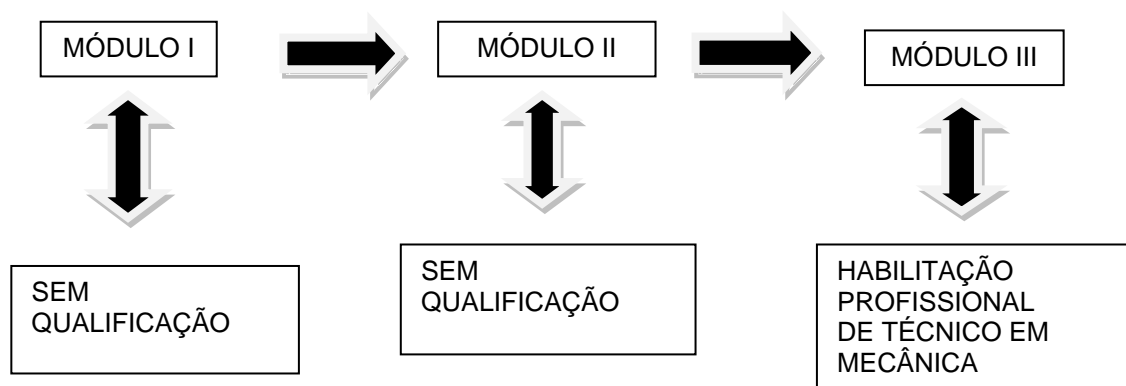 MÓDULO I
MÓDULO II
MÓDULO III
SEM
QUALIFICAÇÃO
SEM
QUALIFICAÇÃO
HABILITAÇÃO
PROFISSIONAL
DE TÉCNICO EM
MECÂNICA